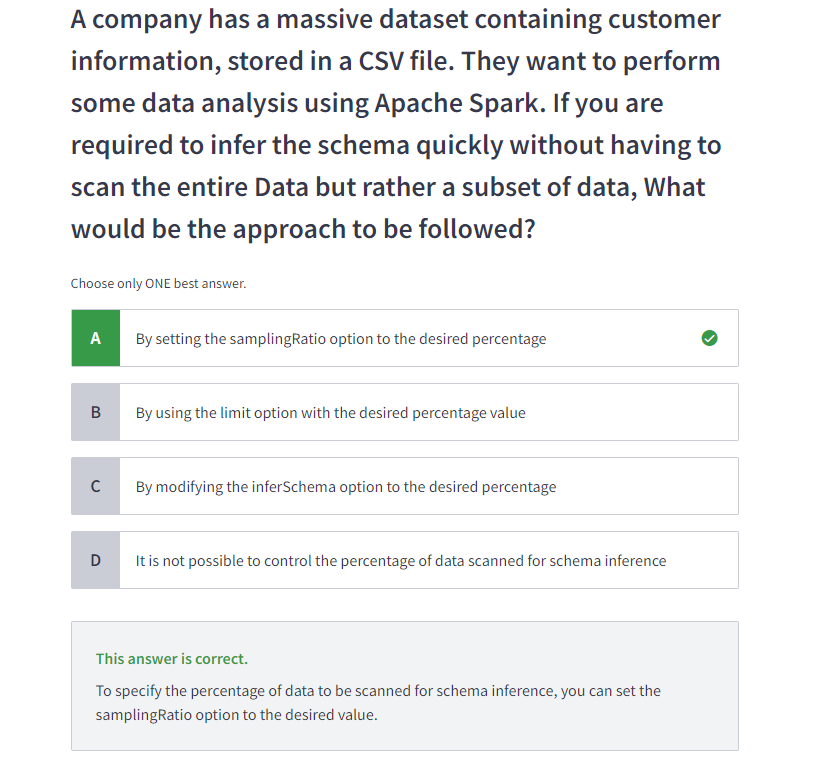 A company has a massive dataset containing customer
information, stored in a CSV file. They want to perform
some data analysis using Apache Spark. If you are
required to infer the schema quickly without having to
scan the entire Data but rather a subset of data, What
would be the approach to be followed?
Choose only ONE best answer.
A By setting the samplingRatio option to the desired percentage
B By using the limit option with the desired percentage value
C By modifying the inferSchema option to the desired percentage
D It is not possible to control the percentage of data scanned for schema inference
This answer is correct.
To specify the percentage of data to be scanned for schema inference, you can set the
samplingRatio option to the desired value.